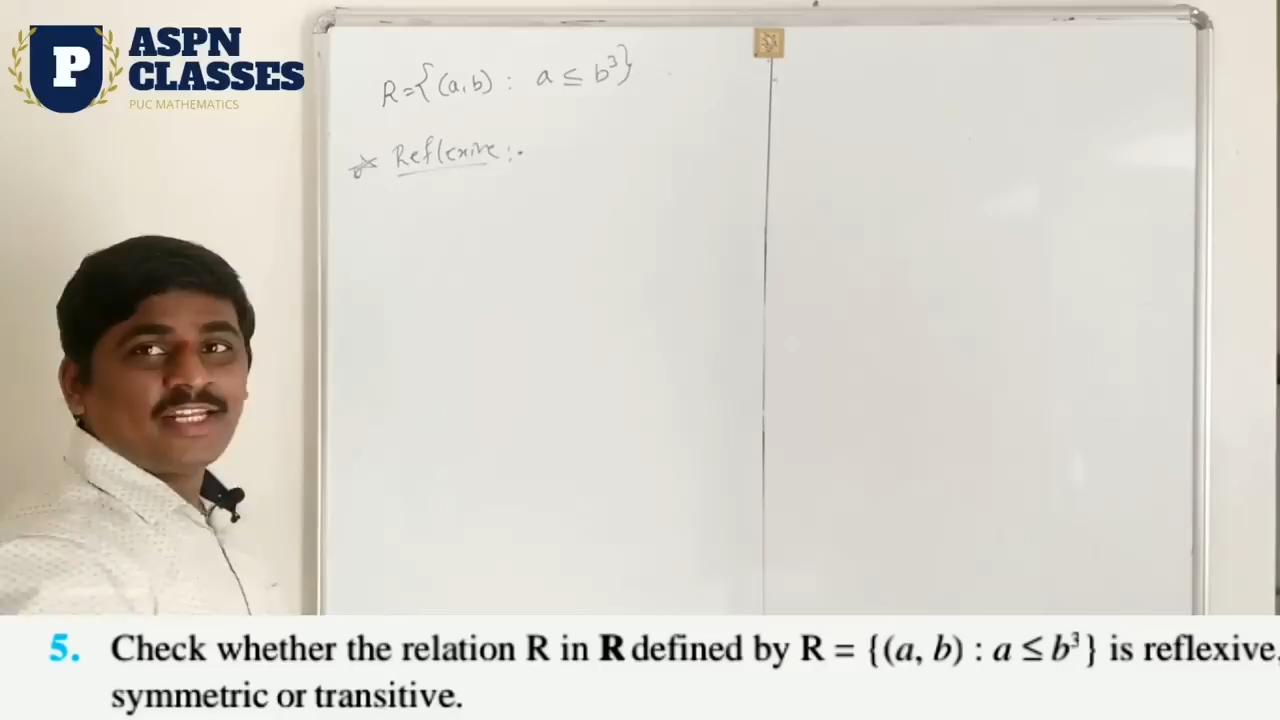 P
ASPN
CLASSES
PUC MATHEMATICS
R={(a,b) : a ≤ b³}
* Reflexive :.
5. Check whether the relation R in R defined by R = {(a, b) : a ≤ b³} is reflexive,
symmetric or transitive.